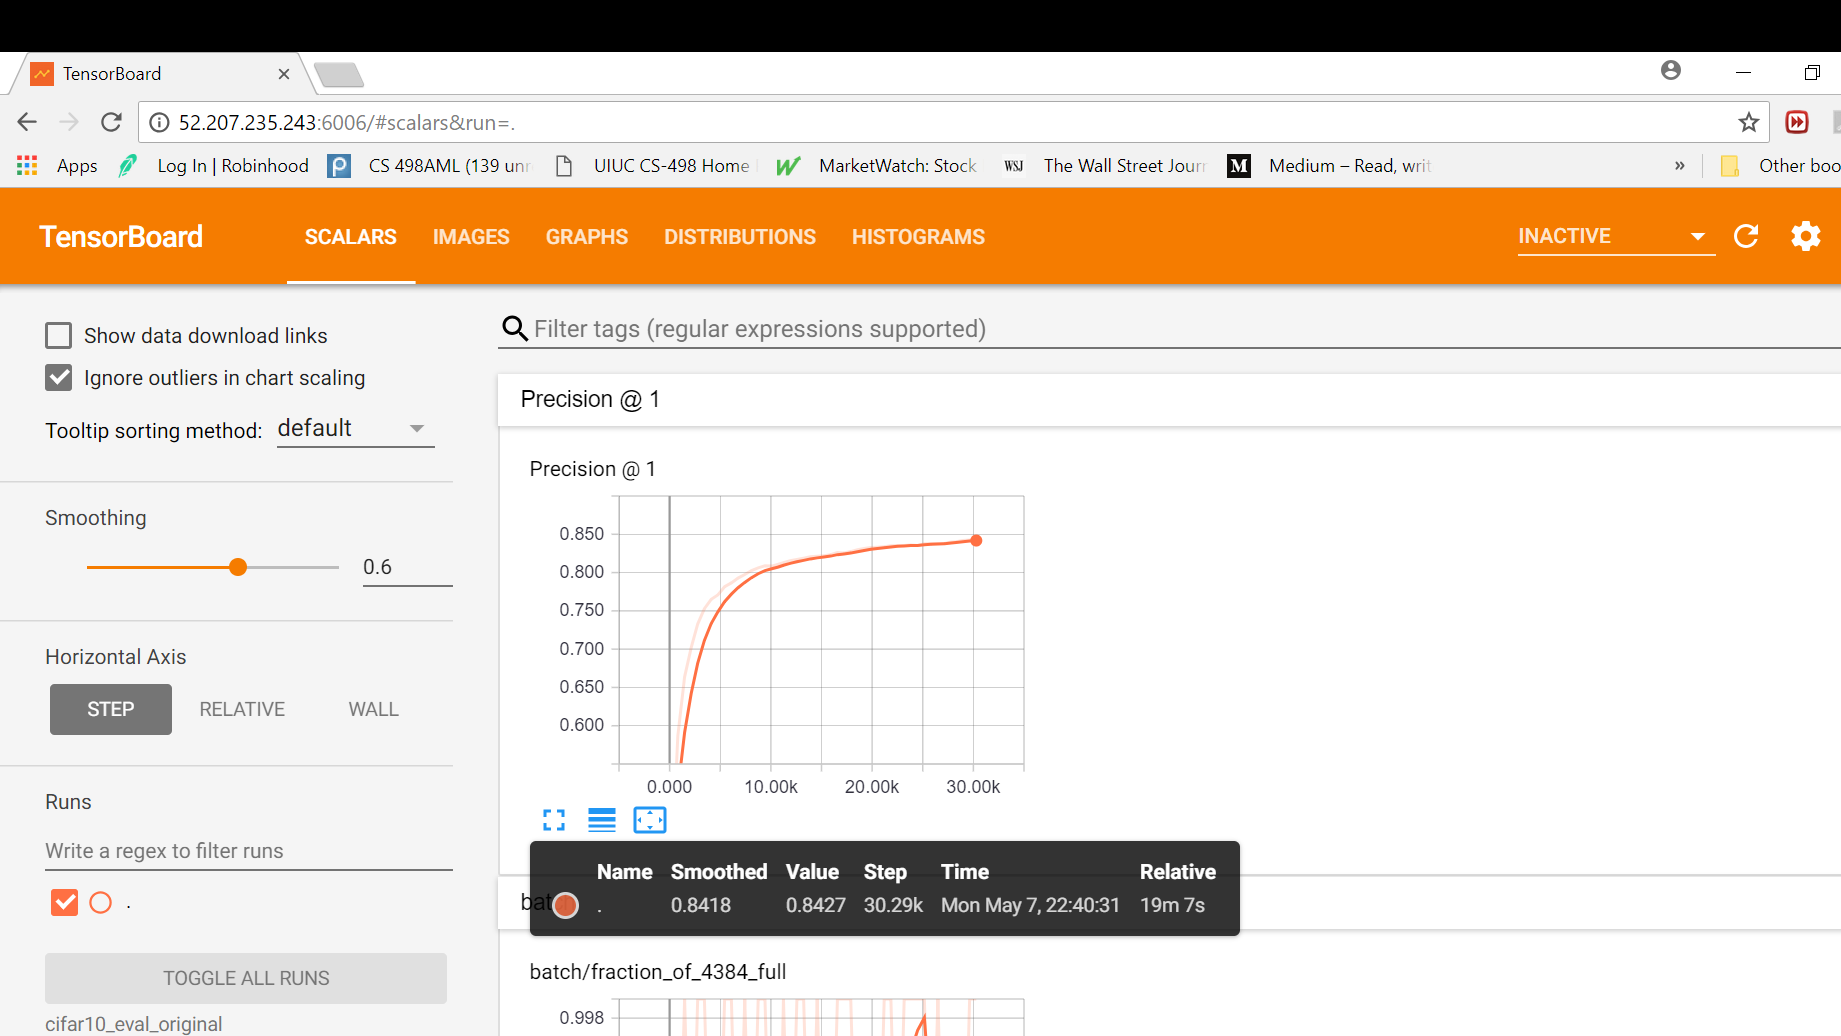 TensorBoard
52.207.235.243:6006/#scalars&run=.
Apps Log In | Robinhood CS 498AML (139 unr UIUC CS-498 Home MarketWatch: Stock WSJ The Wall Street Jour M Medium – Read, writ » Other boo
TensorBoard SCALARS IMAGES GRAPHS DISTRIBUTIONS HISTOGRAMS INACTIVE
Show data download links
Ignore outliers in chart scaling
Tooltip sorting method: default
Smoothing
0.6
Horizontal Axis
STEP RELATIVE WALL
Runs
Write a regex to filter runs
.
TOGGLE ALL RUNS
cifar10_eval_original
Filter tags (regular expressions supported)
Precision @ 1
Precision @ 1
0.850
0.800
0.750
0.700
0.650
0.600
0.000 10.00k 20.00k 30.00k
Name Smoothed Value Step Time Relative
. 0.8418 0.8427 30.29k Mon May 7, 22:40:31 19m 7s
batch/fraction_of_4384_full
0.998